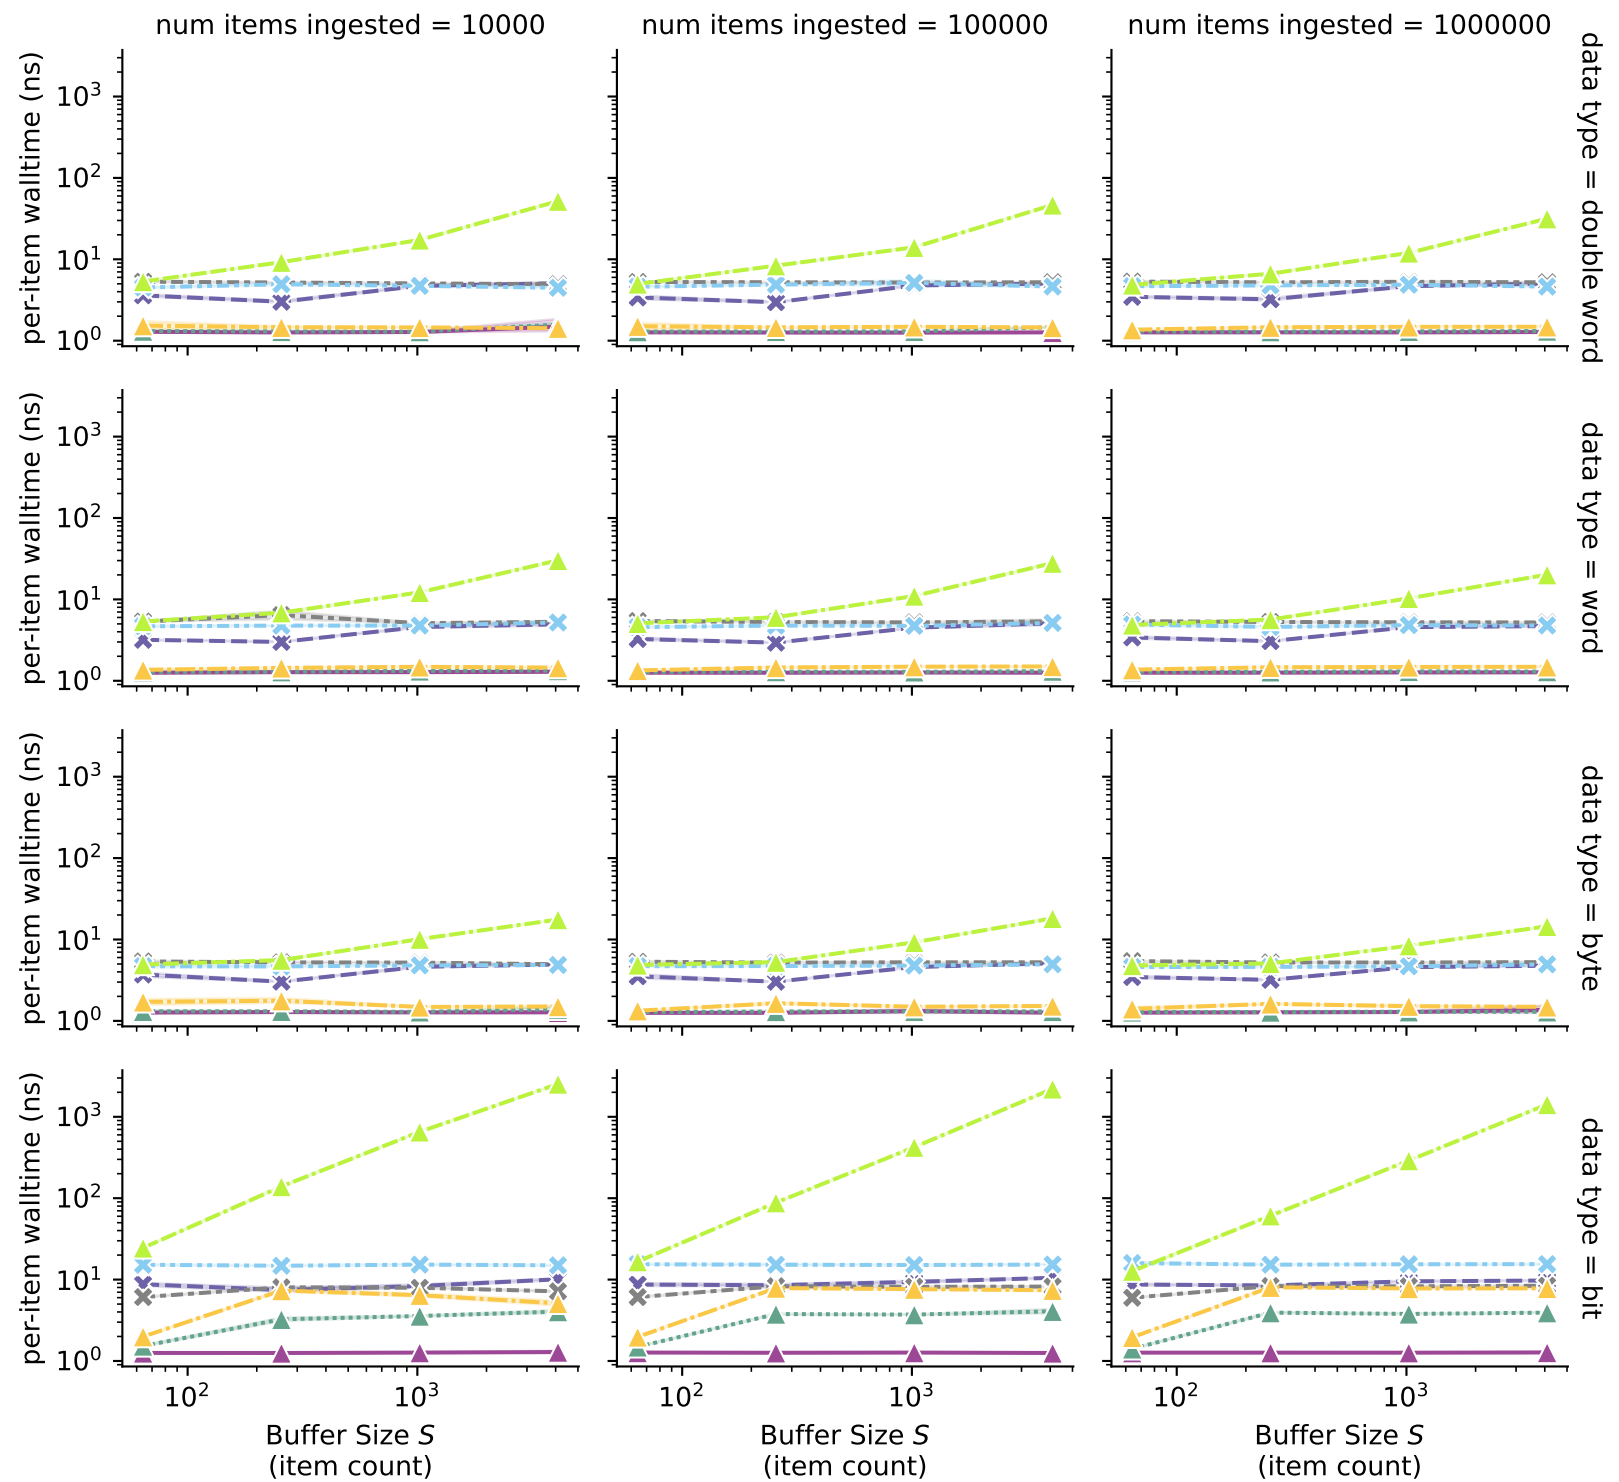 num items ingested = 10000
num items ingested = 100000
num items ingested = 1000000
per-item walltime (ns)
10³
10²
10¹
10⁰
data type = double word
per-item walltime (ns)
10³
10²
10¹
10⁰
data type = word
per-item walltime (ns)
10³
10²
10¹
10⁰
data type = byte
per-item walltime (ns)
10³
10²
10¹
10⁰
data type = bit
10² 10³
10² 10³
10² 10³
Buffer Size S
(item count)
Buffer Size S
(item count)
Buffer Size S
(item count)